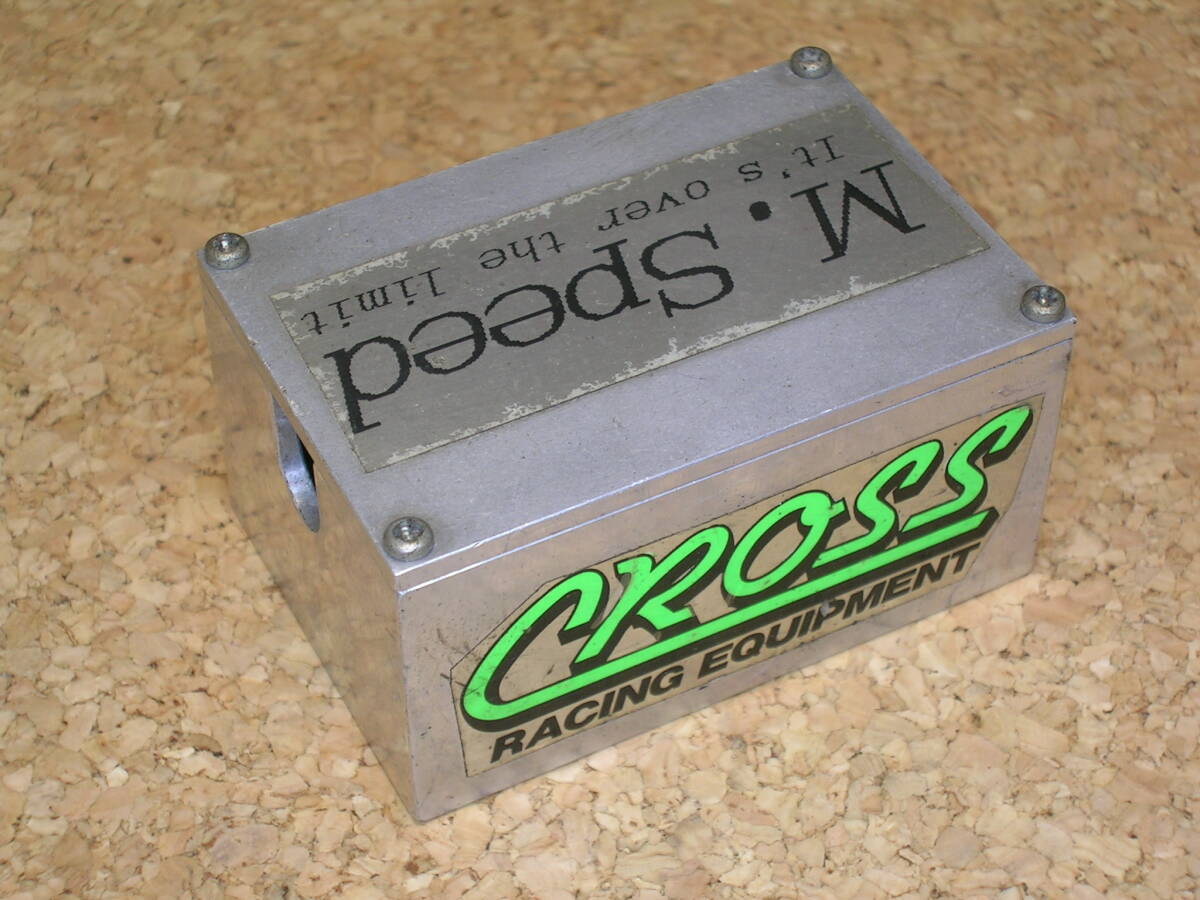 M. Speed
It's over the limit
CROSS
RACING EQUIPMENT